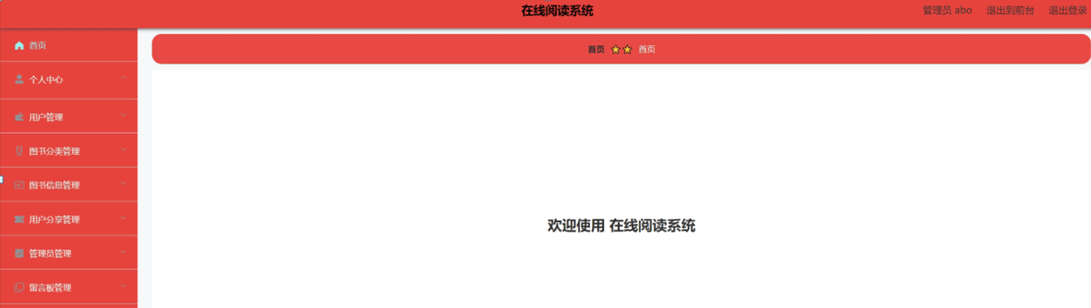 在线阅读系统
管理员 abo 退出到前台 退出登录
首页
个人中心
用户管理
图书分类管理
图书信息管理
用户分享管理
管理员管理
留言板管理
首页 ⭐⭐ 首页
欢迎使用 在线阅读系统